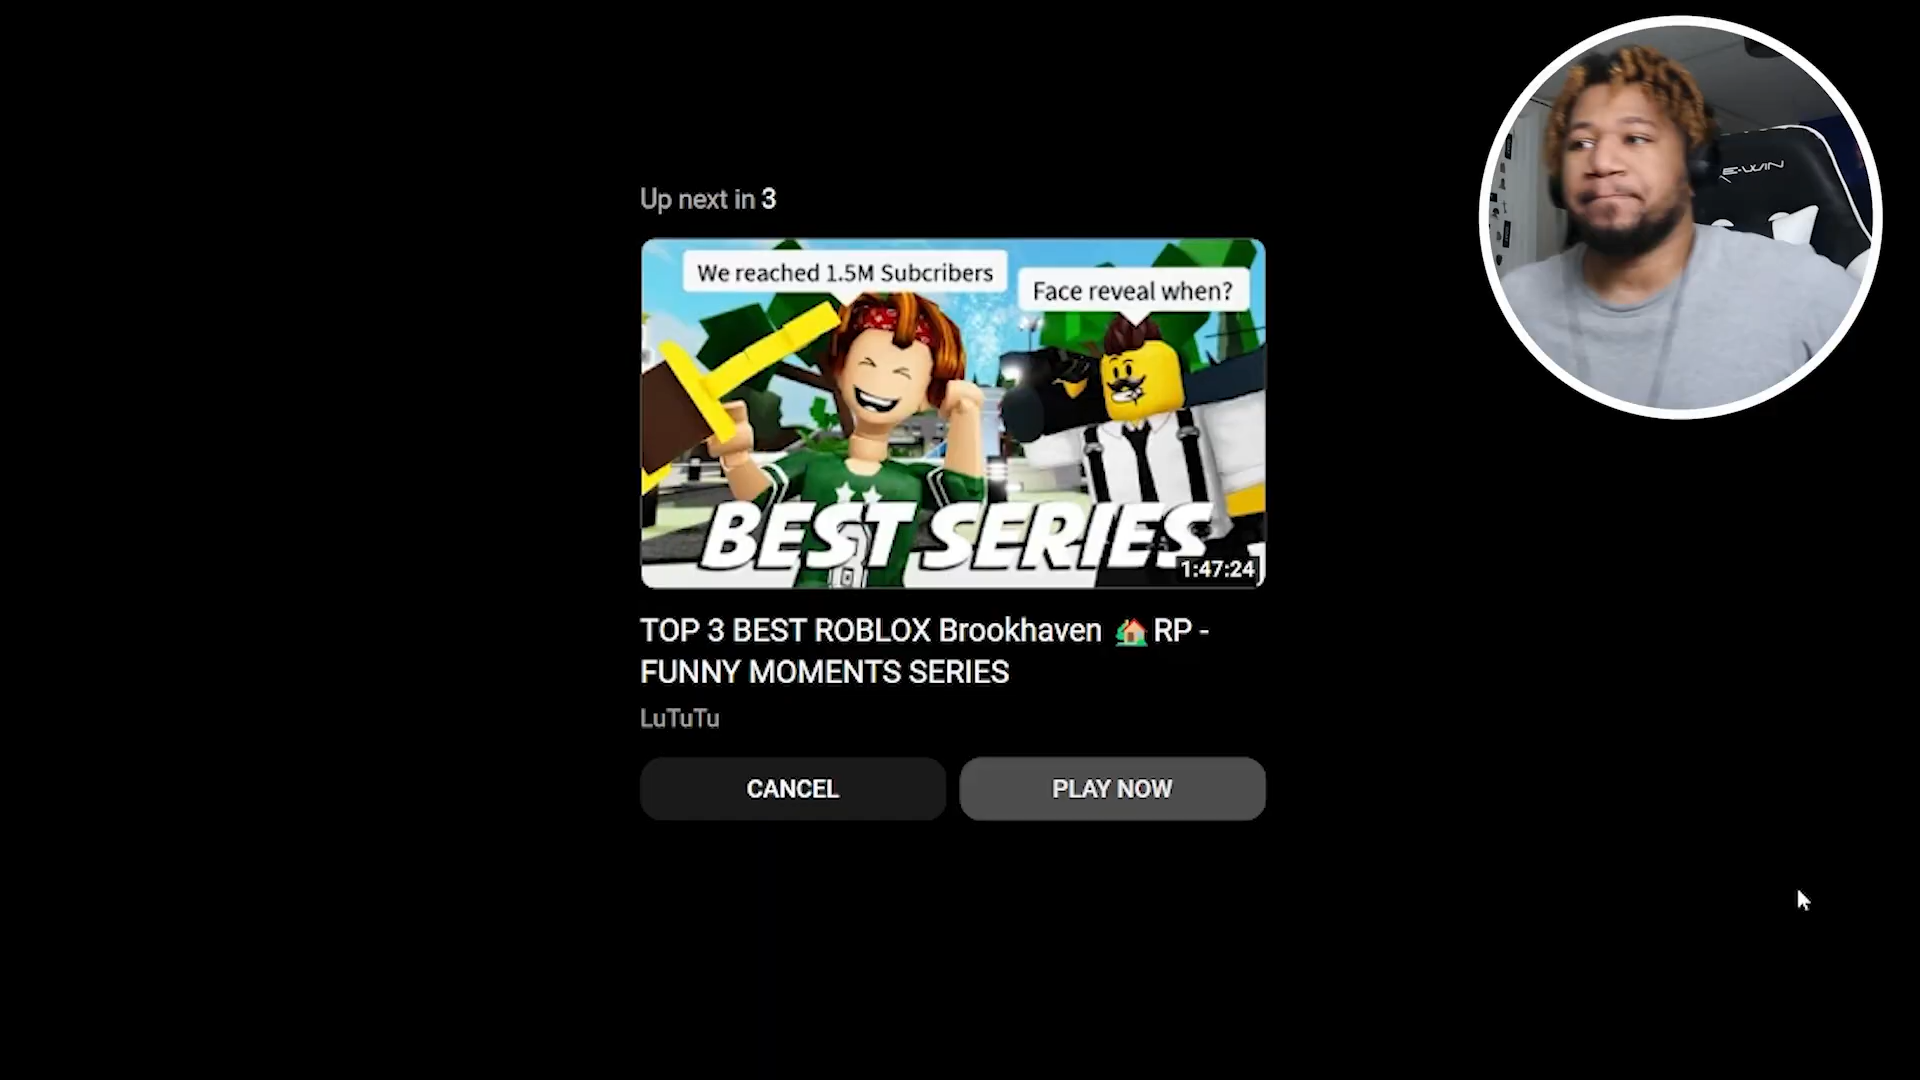 Up next in 3
We reached 1.5M Subcribers
Face reveal when?
BEST SERIES
1:47:24
TOP 3 BEST ROBLOX Brookhaven 🏡 RP -
FUNNY MOMENTS SERIES
LuTuTu
CANCEL
PLAY NOW
E-WIN